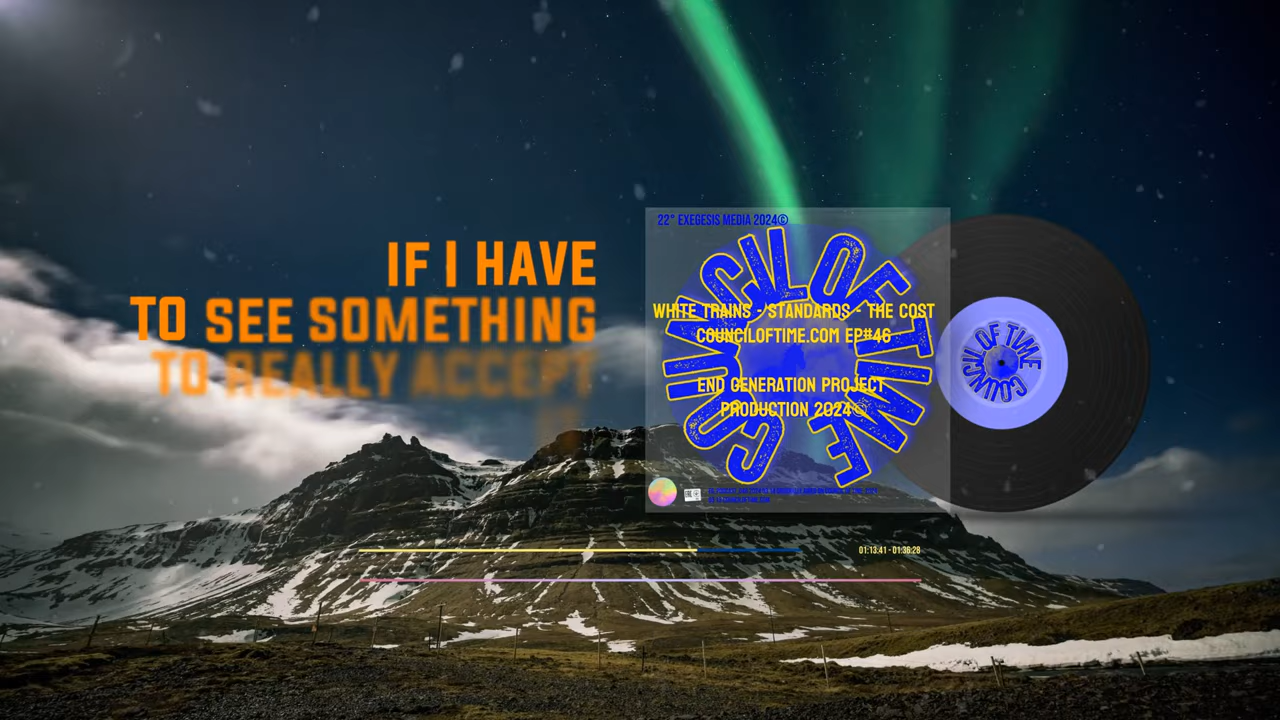 IF I HAVE
TO SEE SOMETHING
TO REALLY ACCEPT
22° EXEGESIS MEDIA 2024©
COUNCIL OF TIME
WHITE TRAINS - STANDARDS - THE COST
COUNCILOFTIME.COM EP#46
END GENERATION PROJECT
PRODUCTION 2024©
COUNCIL OF TIME
01:13:41 - 01:36:28